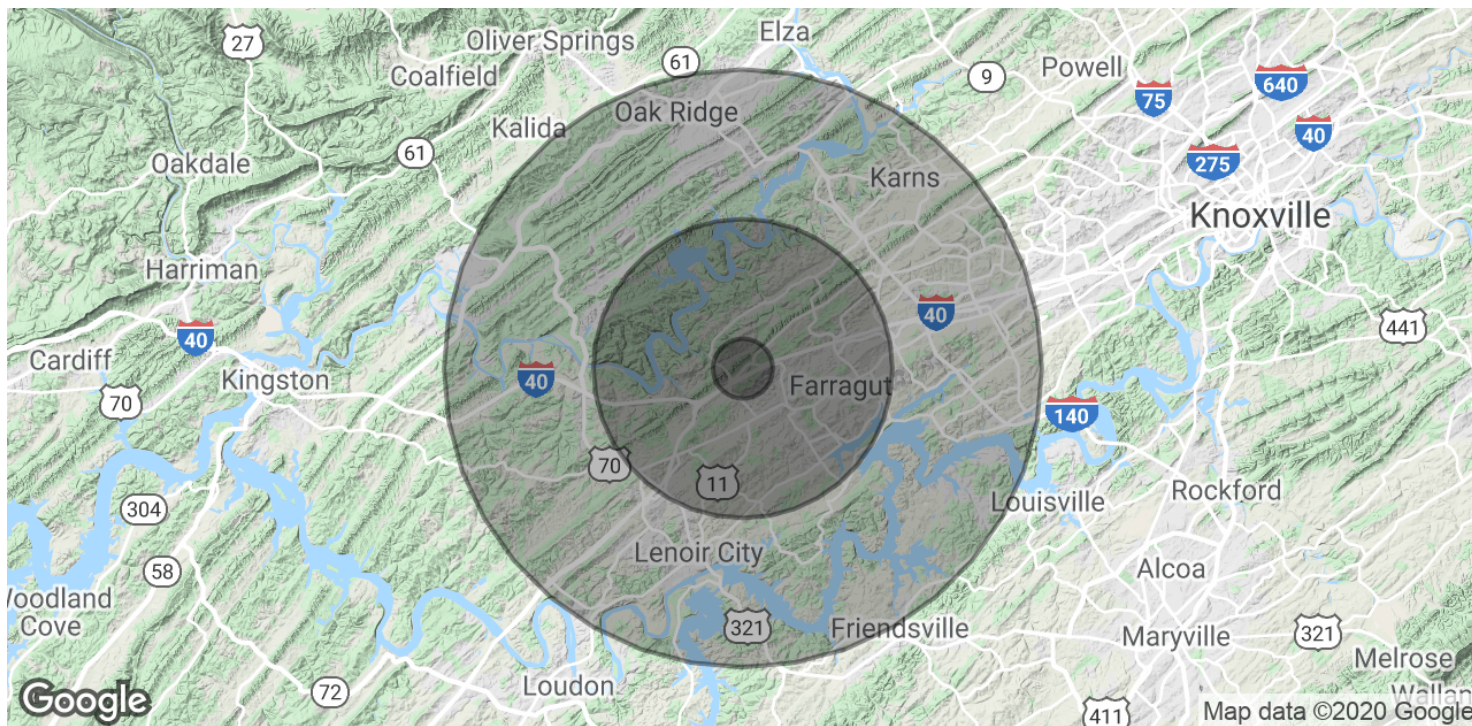 27
Oliver Springs
Elza
61
Coalfield
9
Powell
75
640
Oak Ridge
Kalida
40
Oakdale
61
275
Karns
Knoxville
Harriman
40
40
441
Cardiff
Kingston
40
Farragut
70
140
70
11
304
Louisville
Rockford
Lenoir City
58
Alcoa
Woodland
Cove
321
Friendsville
Maryville
321
Melrose
Loudon
72
Wallan
Google
411
Map data ©2020 Google